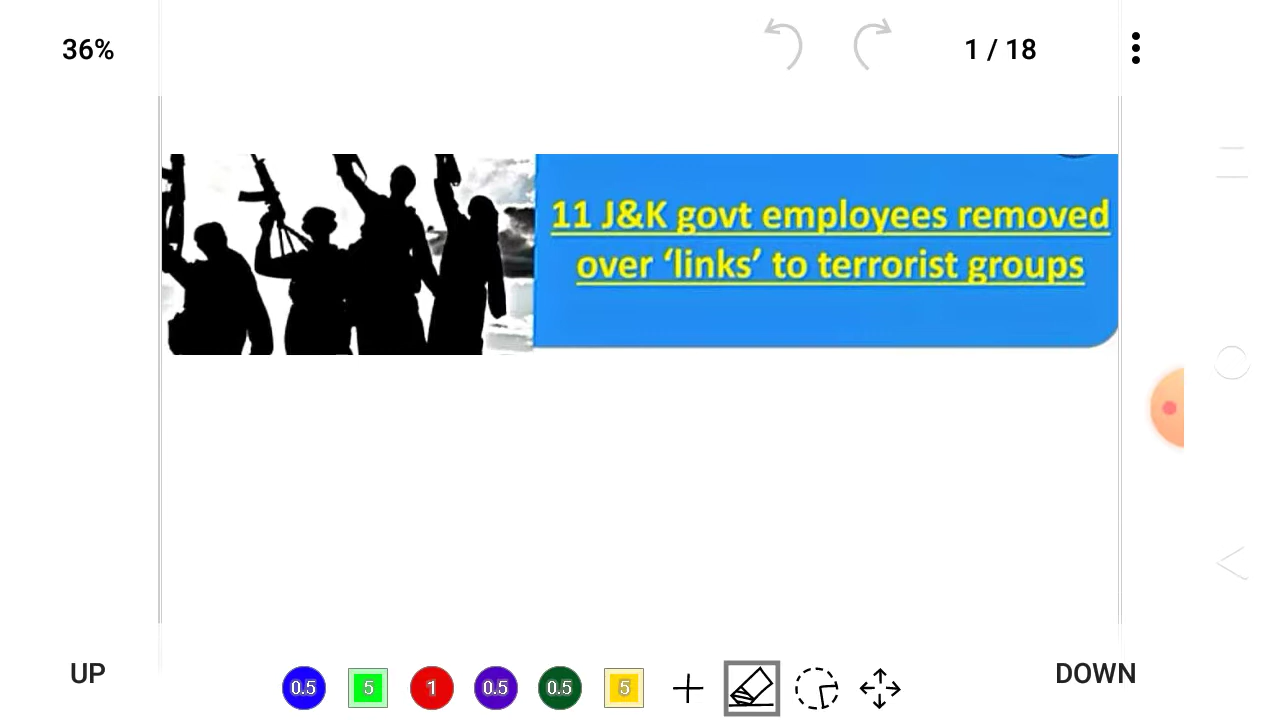 36%
1 / 18
11 J&K govt employees removed
over ‘links’ to terrorist groups
UP
0.5
5
1
0.5
0.5
5
DOWN